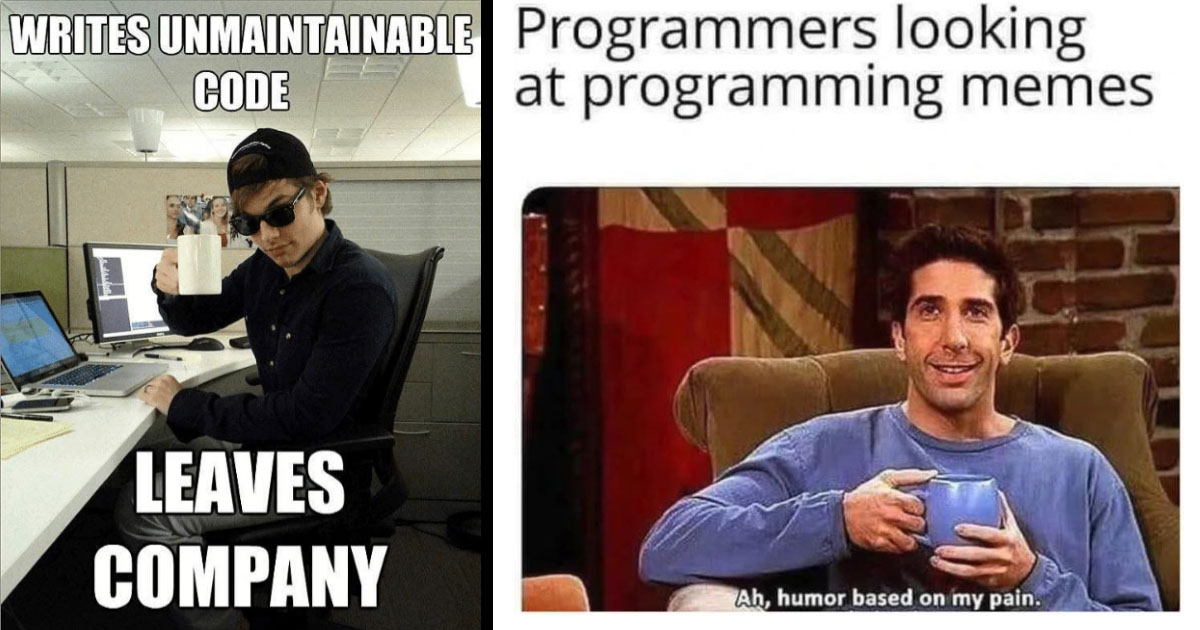 WRITES UNMAINTAINABLE
CODE
LEAVES
COMPANY
Programmers looking
at programming memes
Ah, humor based on my pain.